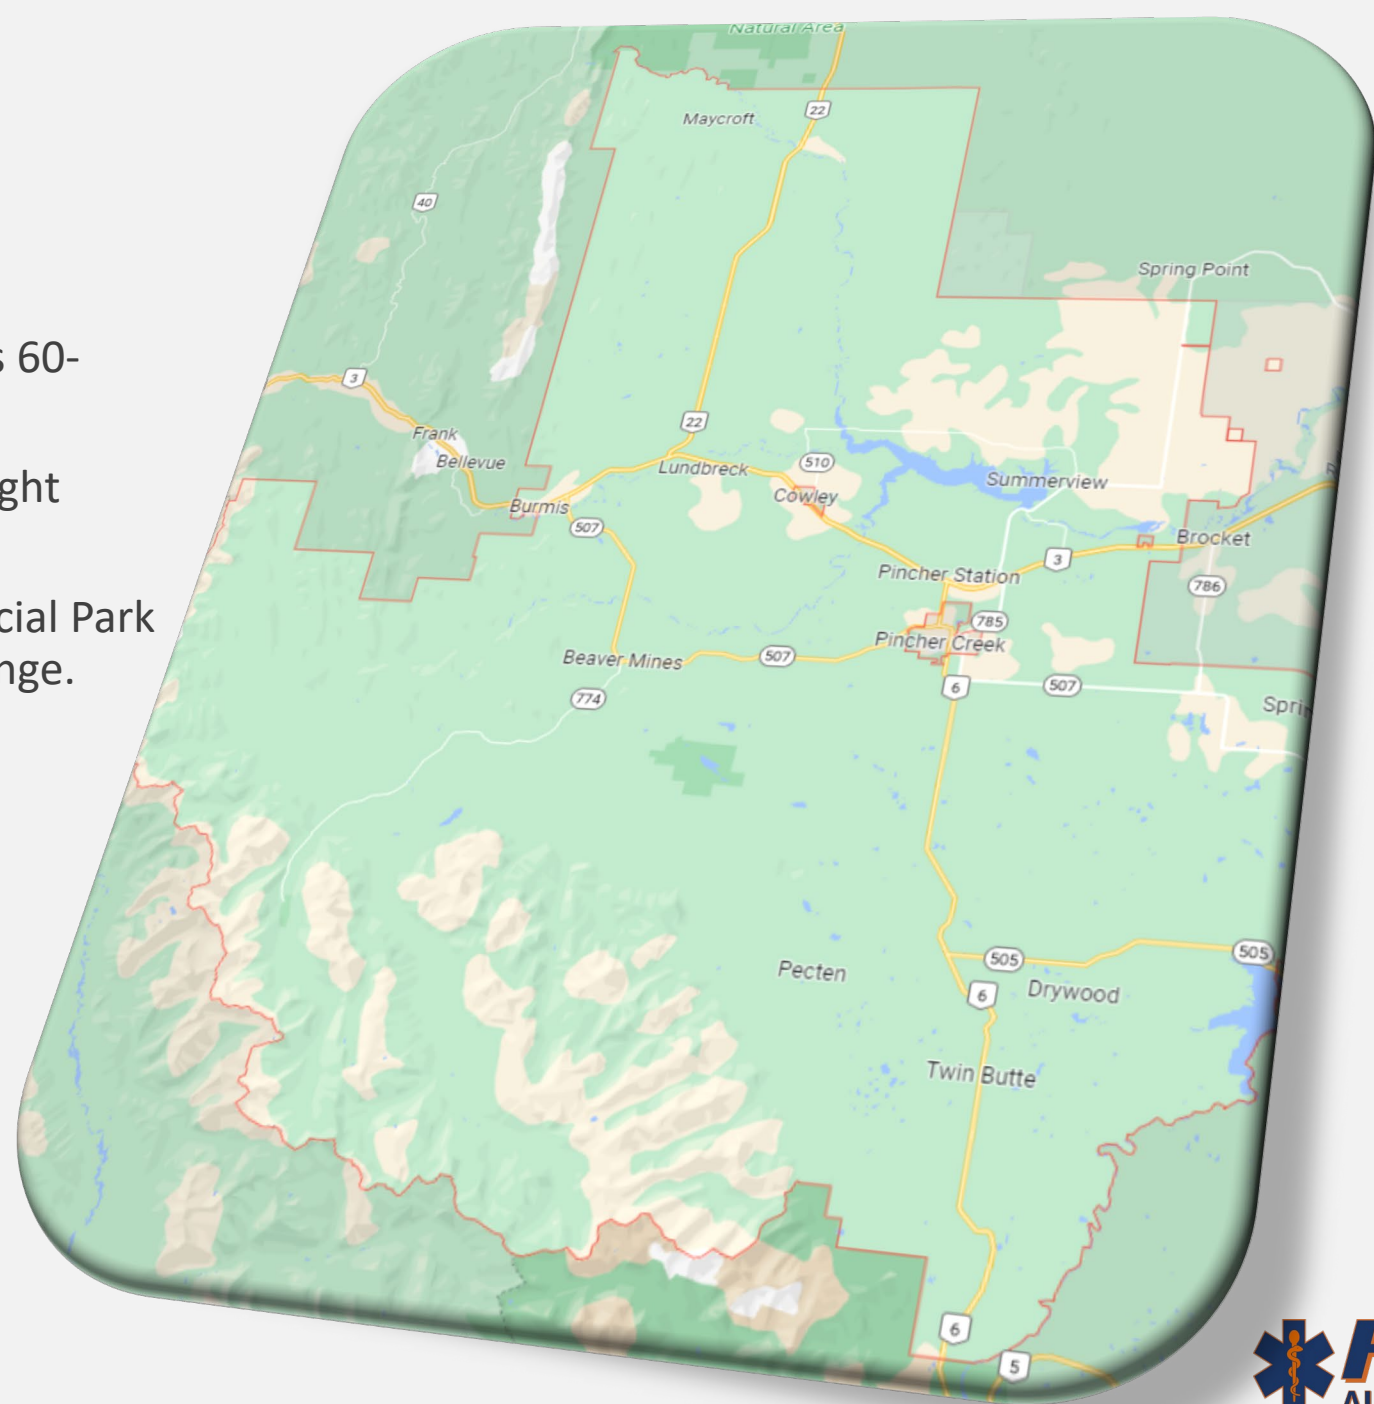 s 60-
ght
cial Park
nge.
Natural Area
22
Maycroft
40
Spring Point
3
22
Frank
Bellevue
Lundbreck
510
Cowley
Summerview
Burmis
507
Brocket
3
Pincher Station
786
785
Pincher Creek
Beaver Mines
507
6
507
774
Sprin
505
505
Pecten
6
Drywood
Twin Butte
6
5